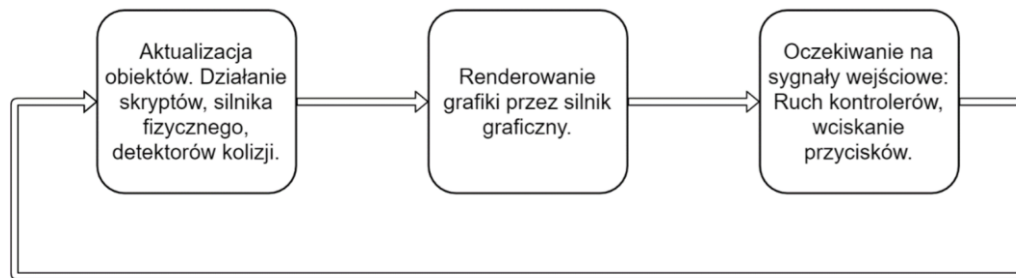 Aktualizacja
obiektów. Działanie
skryptów, silnika
fizycznego,
detektorów kolizji.
Renderowanie
grafiki przez silnik
graficzny.
Oczekiwanie na
sygnały wejściowe:
Ruch kontrolerów,
wciskanie
przycisków.